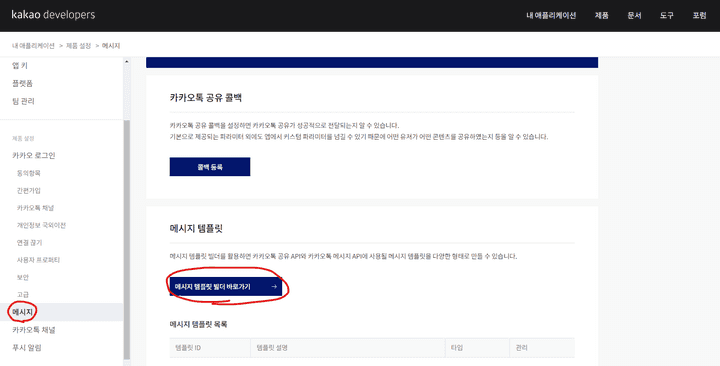 kakao developers
내 애플리케이션 제품 문서 도구 포럼
내 애플리케이션 > 제품 설정 > 메시지
앱 키
플랫폼
팀 관리
제품 설정
카카오 로그인
동의항목
간편가입
카카오톡 채널
개인정보 국외이전
연결 끊기
사용자 프로퍼티
보안
고급
메시지
카카오톡 채널
푸시 알림
카카오톡 공유 콜백
카카오톡 공유 콜백을 설정하면 카카오톡 공유가 성공적으로 전달되는지 알 수 있습니다.
기본으로 제공되는 파라미터 외에도 앱에서 커스텀 파라미터를 넘길 수 있기 때문에 어떤 유저가 어떤 콘텐츠를 공유하였는지 등을 알 수 있습니다.
콜백 등록
메시지 템플릿
메시지 템플릿 빌더를 활용하면 카카오톡 공유 API와 카카오톡 메시지 API에 사용될 메시지 템플릿을 다양한 형태로 만들 수 있습니다.
메시지 템플릿 빌더 바로가기 →
메시지 템플릿 목록
템플릿 ID 템플릿 설명 타입 관리